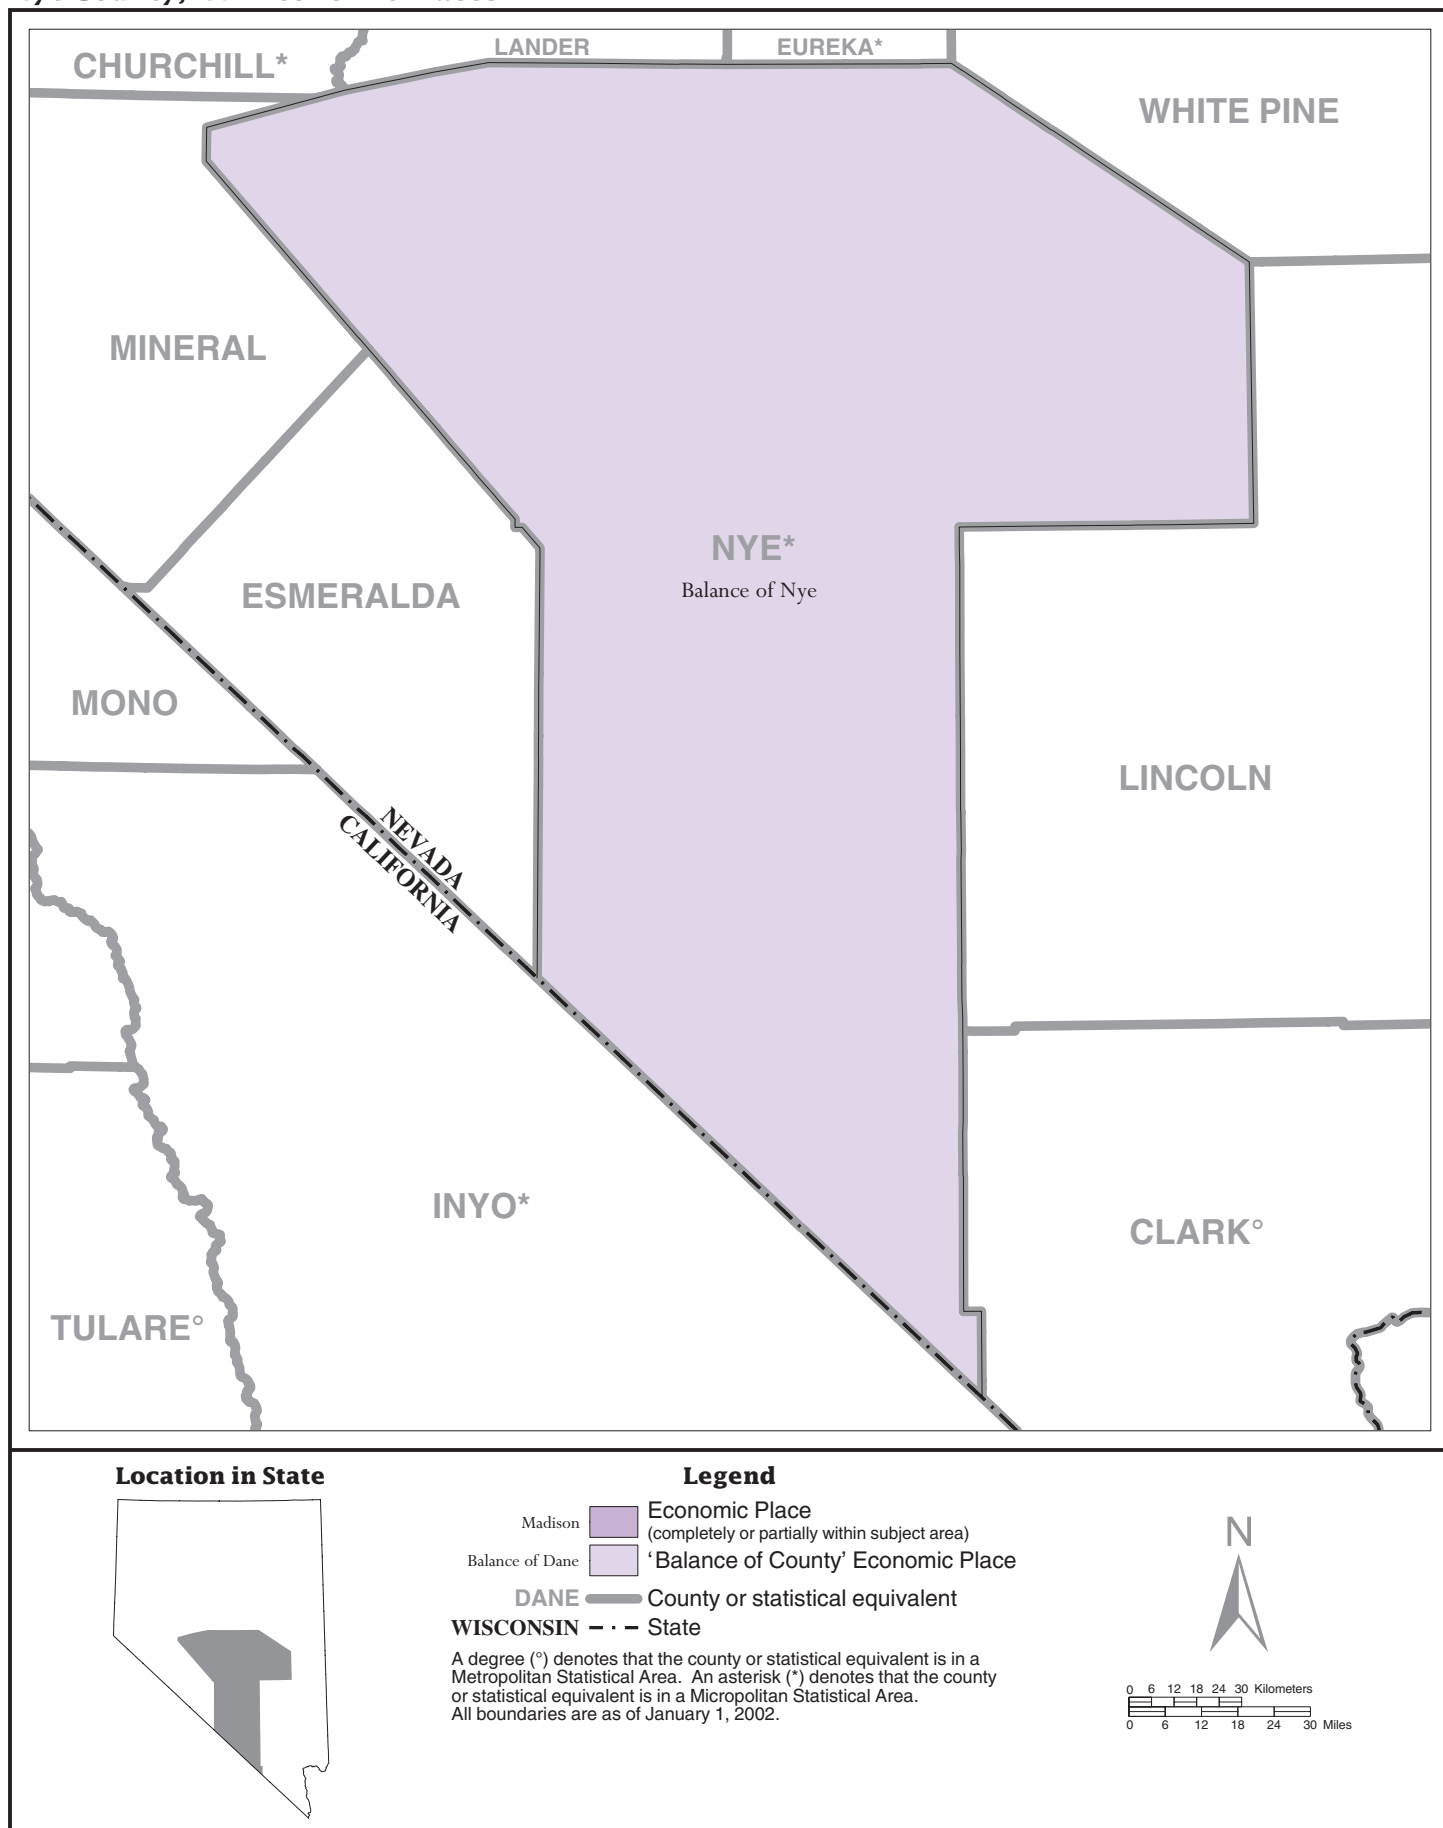 CHURCHILL*
LANDER
EUREKA*
WHITE PINE
MINERAL
NYE*
Balance of Nye
ESMERALDA
MONO
LINCOLN
NEVADA
CALIFORNIA
INYO*
CLARK°
TULARE°
Location in State
Legend
Madison
Economic Place
(completely or partially within subject area)
Balance of Dane
‘Balance of County’ Economic Place
DANE
County or statistical equivalent
WISCONSIN
State
A degree (°) denotes that the county or statistical equivalent is in a
Metropolitan Statistical Area. An asterisk (*) denotes that the county
or statistical equivalent is in a Micropolitan Statistical Area.
All boundaries are as of January 1, 2002.
N
0 6 12 18 24 30 Kilometers
0 6 12 18 24 30 Miles